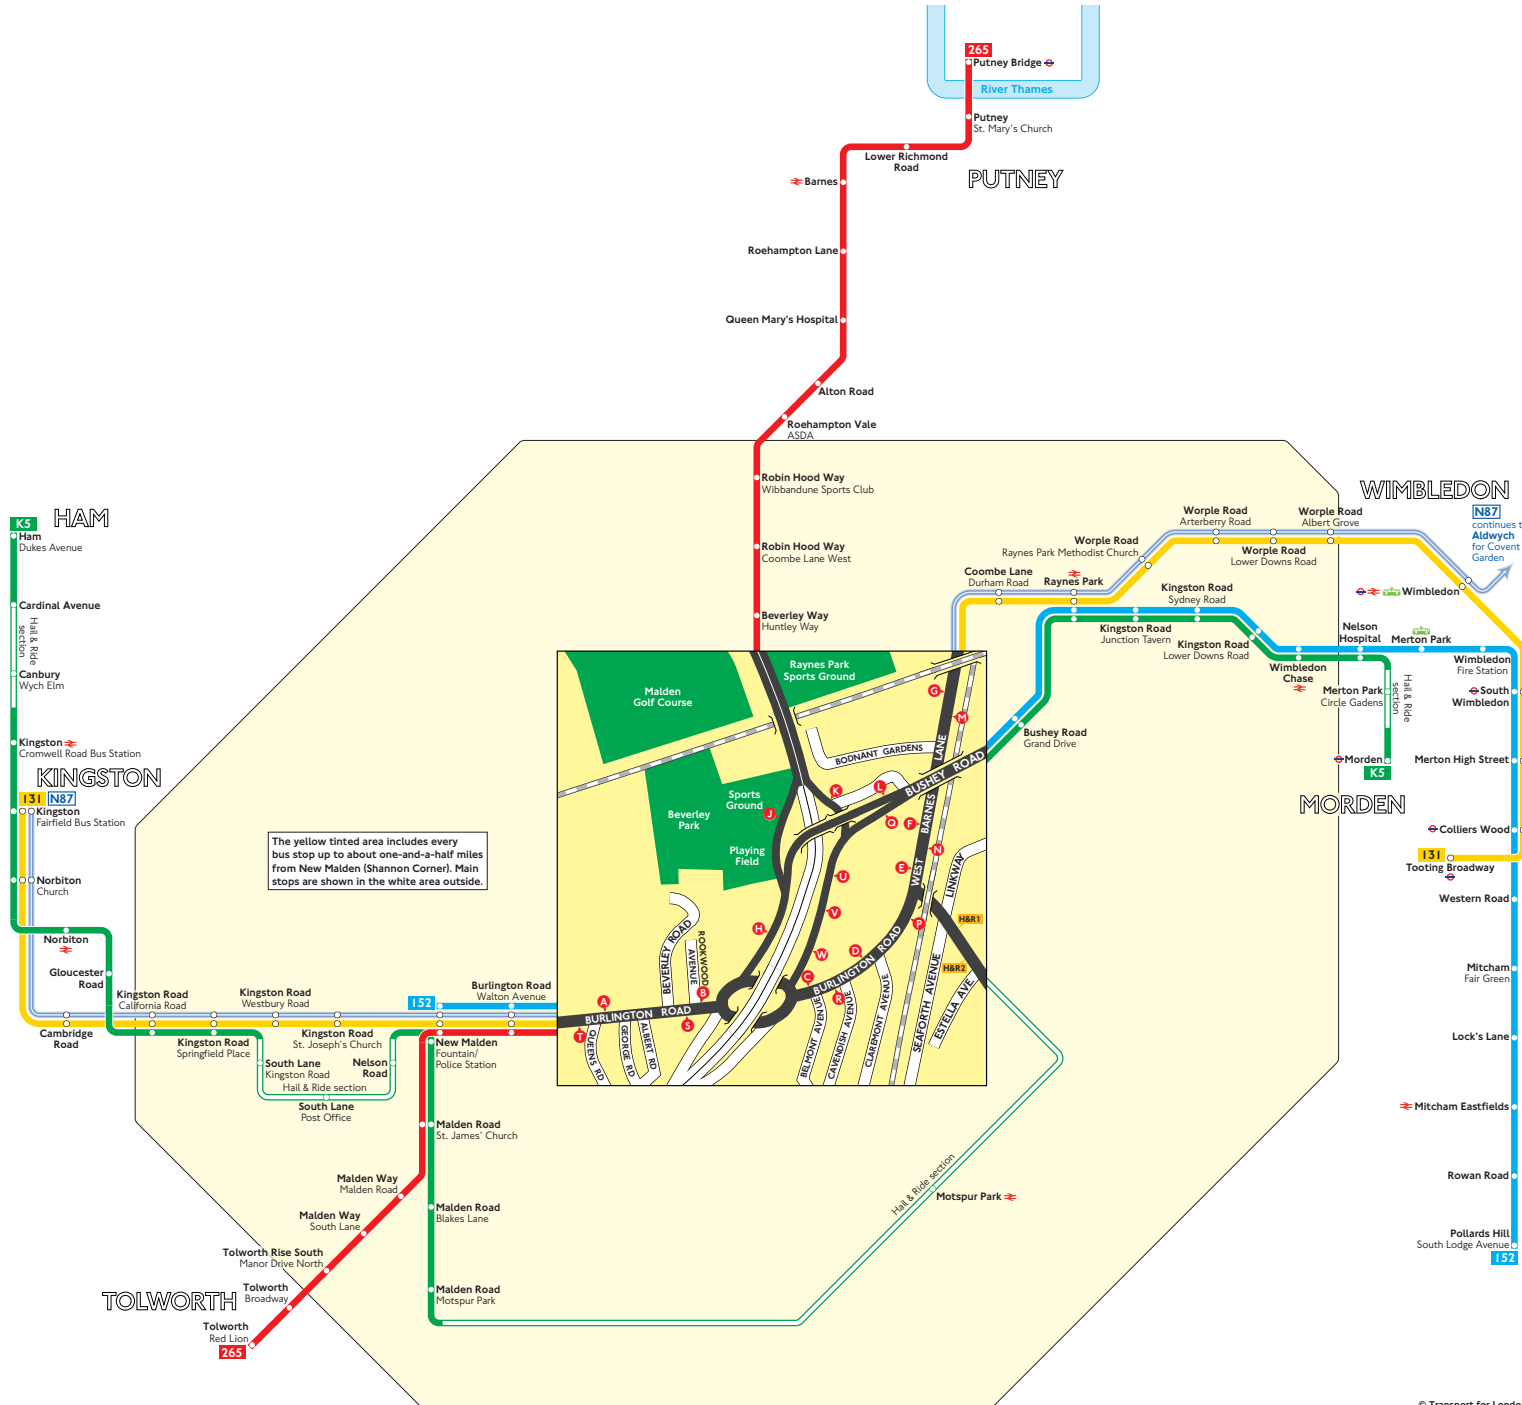 265
Putney Bridge
River Thames
Putney
St. Mary's Church
Lower Richmond
Road
PUTNEY
Barnes
Roehampton Lane
Queen Mary's Hospital
Alton Road
Roehampton Vale
ASDA
Robin Hood Way
Wibbandune Sports Club
Robin Hood Way
Coombe Lane West
Beverley Way
Huntley Way
K5
HAM
Ham
Dukes Avenue
Cardinal Avenue
Hail & Ride
section
Canbury
Wych Elm
Kingston
Cromwell Road Bus Station
KINGSTON
131
N87
Kingston
Fairfield Bus Station
Norbiton
Church
Norbiton
Gloucester
Road
Cambridge
Road
Kingston Road
California Road
Kingston Road
Westbury Road
Kingston Road
Springfield Place
Kingston Road
St. Joseph's Church
South Lane
Kingston Road
Nelson
Road
Hail & Ride section
South Lane
Post Office
152
Burlington Road
Walton Avenue
New Malden
Fountain/
Police Station
Malden Road
St. James' Church
Malden Way
Malden Road
Malden Road
Blakes Lane
Malden Way
South Lane
Tolworth Rise South
Manor Drive North
Malden Road
Motspur Park
Tolworth
Broadway
TOLWORTH
Tolworth
Red Lion
265
The yellow tinted area includes every
bus stop up to about one-and-a-half miles
from New Malden (Shannon Corner). Main
stops are shown in the white area outside.
Malden
Golf Course
Raynes Park
Sports Ground
Sports
Ground
Beverley
Park
Playing
Field
BODNANT GARDENS
BUSHEY ROAD
WEST
BARNES
LANE
LINKWAY
BEVERLEY ROAD
ROOKWOOD
AVENUE
BURLINGTON ROAD
BURLINGTON ROAD
QUEENS RD
GEORGE RD
ALBERT RD
BELMONT AVENUE
CAVENDISH AVENUE
CLAREMONT AVENUE
SEAFORTH AVENUE
ESTELLA AVE.
H&R1
H&R2
G
M
K
L
J
Q
F
N
E
U
V
P
H
W
D
C
R
B
A
S
T
Hail & Ride section
Motspur Park
Coombe Lane
Durham Road
Raynes Park
Worple Road
Raynes Park Methodist Church
Worple Road
Arterberry Road
Worple Road
Lower Downs Road
Worple Road
Albert Grove
WIMBLEDON
N87
continues t
Aldwych
for Covent
Garden
Wimbledon
Kingston Road
Sydney Road
Kingston Road
Junction Tavern
Kingston Road
Lower Downs Road
Bushey Road
Grand Drive
Wimbledon
Chase
Nelson
Hospital
Merton Park
Merton Park
Circle Gadens
Hail & Ride
section
Morden
K5
MORDEN
Wimbledon
Fire Station
South
Wimbledon
Merton High Street
Colliers Wood
131
Tooting Broadway
Western Road
Mitcham
Fair Green
Lock's Lane
Mitcham Eastfields
Rowan Road
Pollards Hill
South Lodge Avenue
152